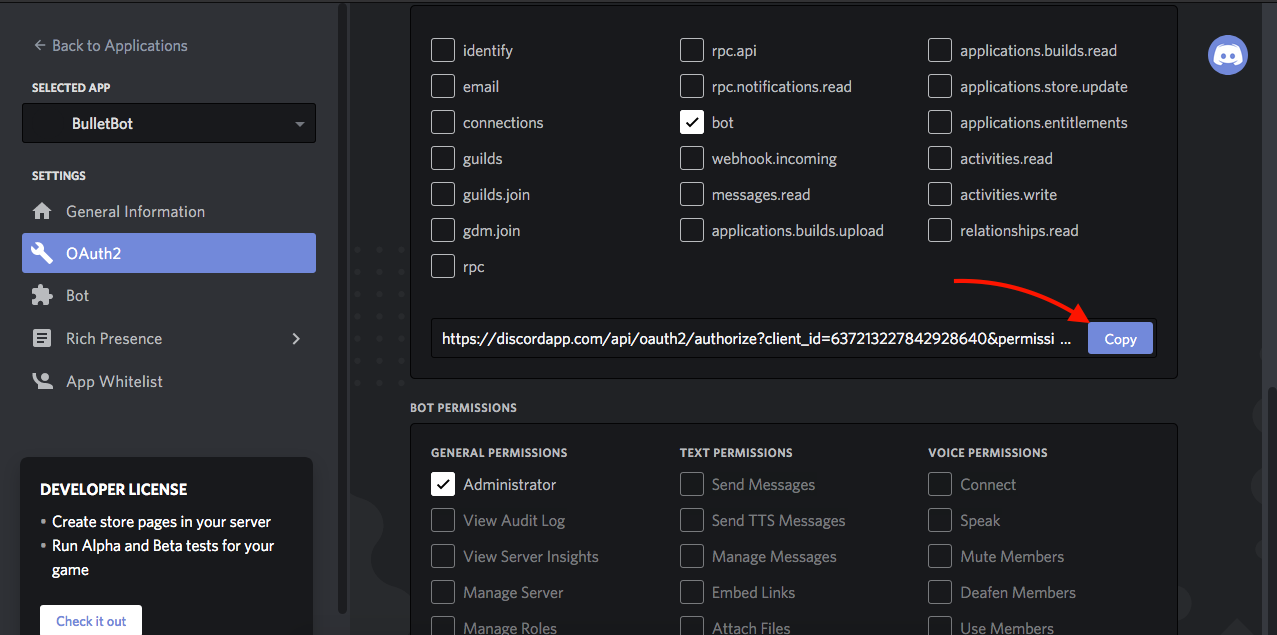 Back to Applications
SELECTED APP
BulletBot
SETTINGS
General Information
OAuth2
Bot
Rich Presence
App Whitelist
DEVELOPER LICENSE
• Create store pages in your server
• Run Alpha and Beta tests for your
game
Check it out
identify
email
connections
guilds
guilds.join
gdm.join
rpc
rpc.api
rpc.notifications.read
bot
webhook.incoming
messages.read
applications.builds.upload
applications.builds.read
applications.store.update
applications.entitlements
activities.read
activities.write
relationships.read
https://discordapp.com/api/oauth2/authorize?client_id=637213227842928640&permissi ...
Copy
BOT PERMISSIONS
GENERAL PERMISSIONS
Administrator
View Audit Log
View Server Insights
Manage Server
Manage Roles
TEXT PERMISSIONS
Send Messages
Send TTS Messages
Manage Messages
Embed Links
Attach Files
VOICE PERMISSIONS
Connect
Speak
Mute Members
Deafen Members
Use Members